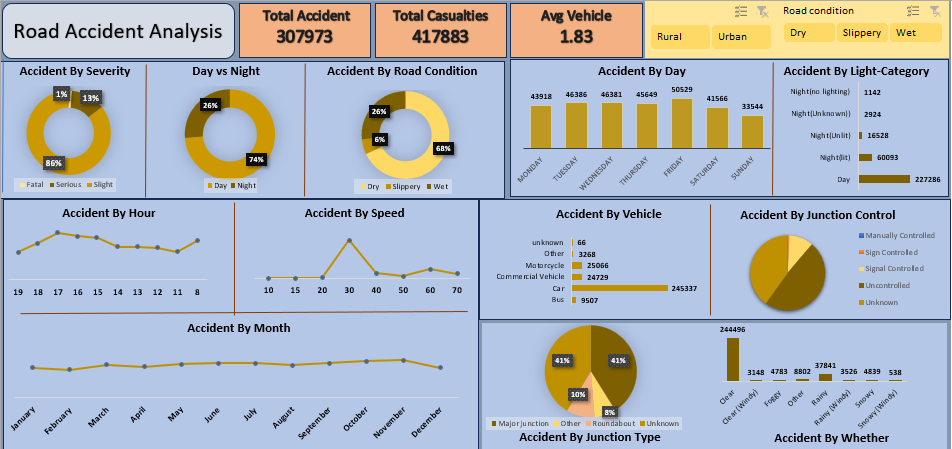 Road Accident Analysis
Total Accident
307973
Total Casualties
417883
Avg Vehicle
1.83
Rural
Urban
Road condition
Dry
Slippery
Wet
Accident By Severity
1%
13%
86%
Fatal Serious Slight
Day vs Night
26%
74%
Day Night
Accident By Road Condition
26%
6%
68%
Dry Slippery Wet
Accident By Day
43918 46386 46381 45649 50529 41566 33544
MONDAY TUESDAY WEDNESDAY THURSDAY FRIDAY SATURDAY SUNDAY
Accident By Light-Category
Night(no lighting) 1142
Night(Unknown)) 2924
Night(Unlit) 16528
Night(lit) 60093
Day 227286
Accident By Hour
19 18 17 16 15 14 13 12 11 8
Accident By Speed
10 15 20 30 40 50 60 70
Accident By Month
January February March April May June July August September October November December
Accident By Vehicle
unknown 66
Other 3268
Motorcycle 25066
Commercial Vehicle 24729
Car 245337
Bus 9507
Accident By Junction Control
Manually Controlled
Sign Controlled
Signal Controlled
Uncontrolled
Unknown
41%
41%
10%
8%
Major junction Other Roundabout Unknown
Accident By Junction Type
244496
3148 4783 8802 37841 3526 4839 538
Clear Clear (Windy) Foggy Other Rainy Rainy (Windy) Snowy Snowy (Windy)
Accident By Whether